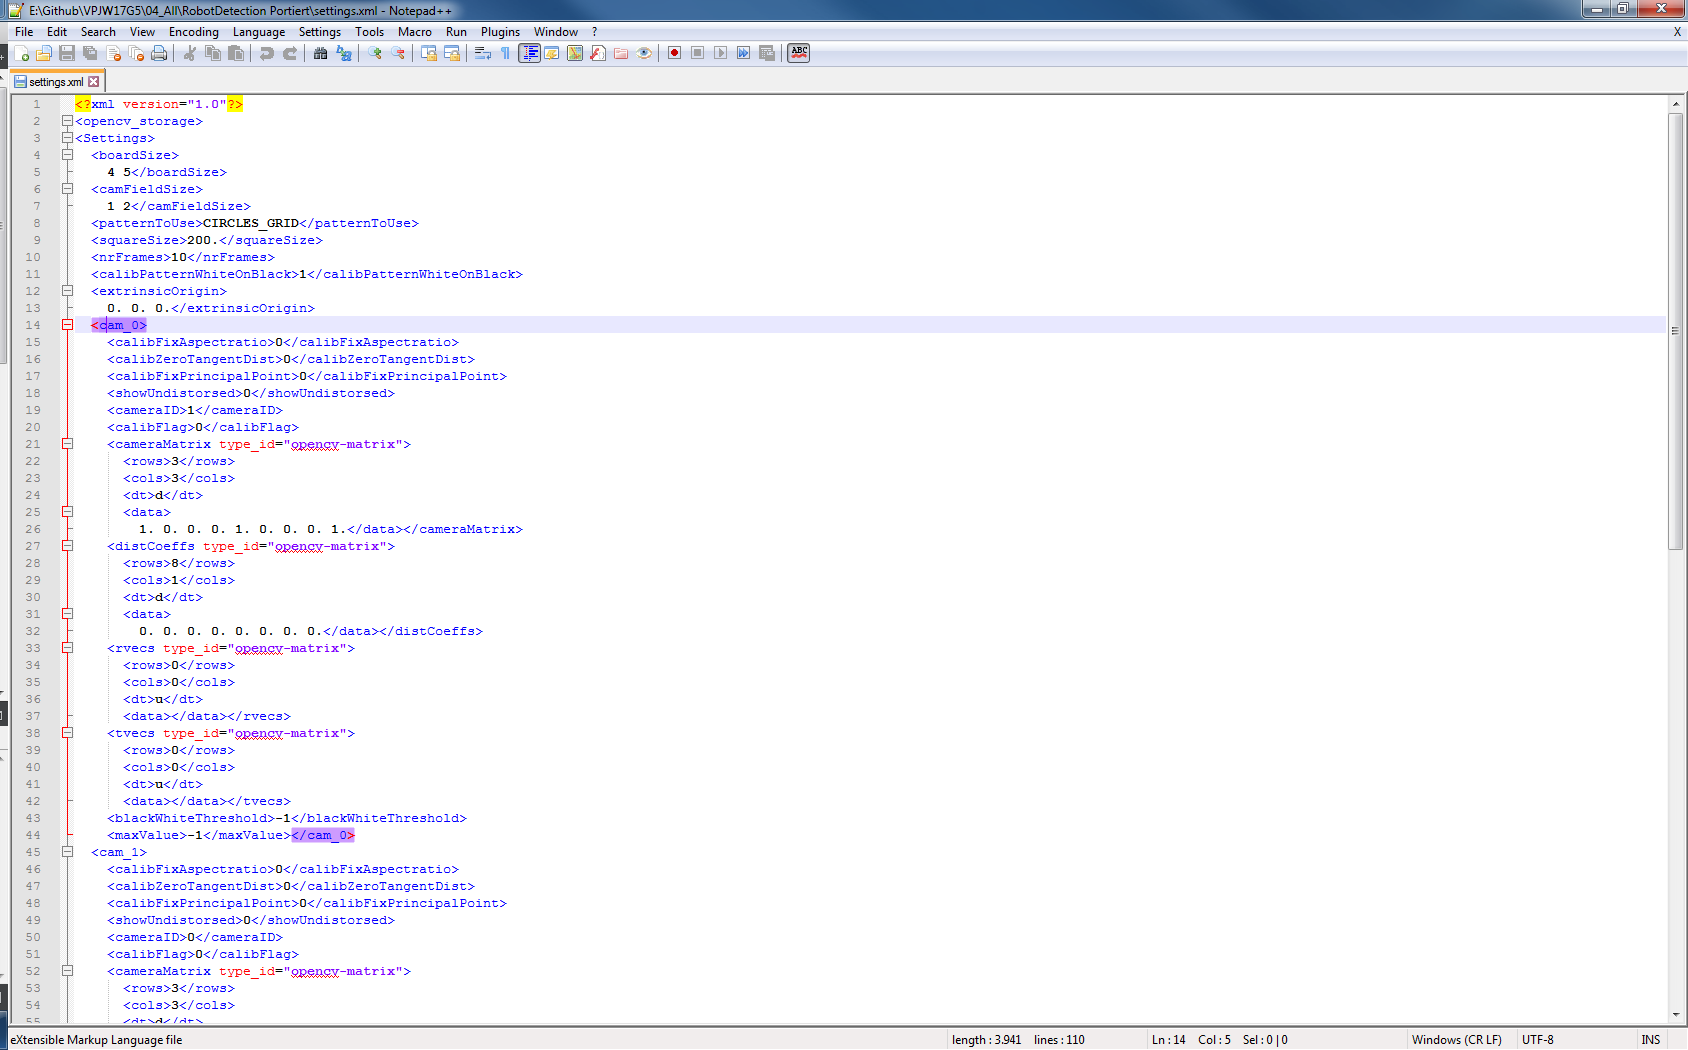 E:\Github\VPJW17G5\04_All\RobotDetection Portiert\settings.xml - Notepad++
File Edit Search View Encoding Language Settings Tools Macro Run Plugins Window ? X
ABC
settings.xml
1 <?xml version="1.0"?>
2 <opencv_storage>
3 <Settings>
4 <boardSize>
5 4 5</boardSize>
6 <camFieldSize>
7 1 2</camFieldSize>
8 <patternToUse>CIRCLES_GRID</patternToUse>
9 <squareSize>200.</squareSize>
10 <nrFrames>10</nrFrames>
11 <calibPatternWhiteOnBlack>1</calibPatternWhiteOnBlack>
12 <extrinsicOrigin>
13 0. 0. 0.</extrinsicOrigin>
14 <cam_0>
15 <calibFixAspectratio>0</calibFixAspectratio>
16 <calibZeroTangentDist>0</calibZeroTangentDist>
17 <calibFixPrincipalPoint>0</calibFixPrincipalPoint>
18 <showUndistorsed>0</showUndistorsed>
19 <cameraID>1</cameraID>
20 <calibFlag>0</calibFlag>
21 <cameraMatrix type_id="opencv-matrix">
22 <rows>3</rows>
23 <cols>3</cols>
24 <dt>d</dt>
25 <data>
26 1. 0. 0. 0. 1. 0. 0. 0. 1.</data></cameraMatrix>
27 <distCoeffs type_id="opencv-matrix">
28 <rows>8</rows>
29 <cols>1</cols>
30 <dt>d</dt>
31 <data>
32 0. 0. 0. 0. 0. 0. 0. 0.</data></distCoeffs>
33 <rvecs type_id="opencv-matrix">
34 <rows>0</rows>
35 <cols>0</cols>
36 <dt>u</dt>
37 <data></data></rvecs>
38 <tvecs type_id="opencv-matrix">
39 <rows>0</rows>
40 <cols>0</cols>
41 <dt>u</dt>
42 <data></data></tvecs>
43 <blackWhiteThreshold>-1</blackWhiteThreshold>
44 <maxValue>-1</maxValue></cam_0>
45 <cam_1>
46 <calibFixAspectratio>0</calibFixAspectratio>
47 <calibZeroTangentDist>0</calibZeroTangentDist>
48 <calibFixPrincipalPoint>0</calibFixPrincipalPoint>
49 <showUndistorsed>0</showUndistorsed>
50 <cameraID>0</cameraID>
51 <calibFlag>0</calibFlag>
52 <cameraMatrix type_id="opencv-matrix">
53 <rows>3</rows>
54 <cols>3</cols>
55 <dt>d</dt>
eXtensible Markup Language file length : 3.941 lines : 110 Ln : 14 Col : 5 Sel : 0 | 0 Windows (CR LF) UTF-8 INS